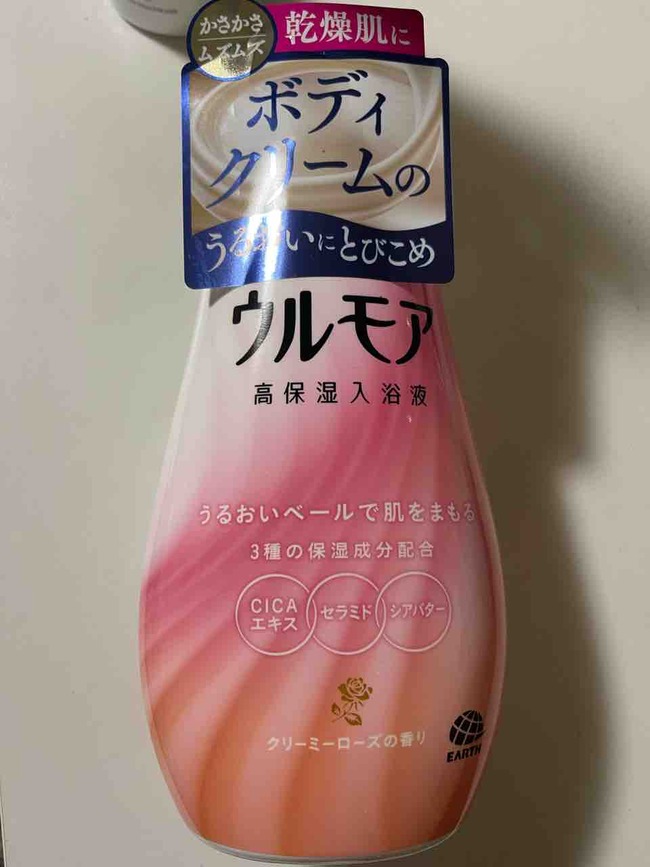 かさかさ
ムズムズ
乾燥肌に
ボディ
クリームの
うるおいにとびこめ
ウルモア
高保湿入浴液
うるおいベールで肌をまもる
3種の保湿成分配合
CICA
エキス
セラミド
シアバター
クリーミーローズの香り
EARTH